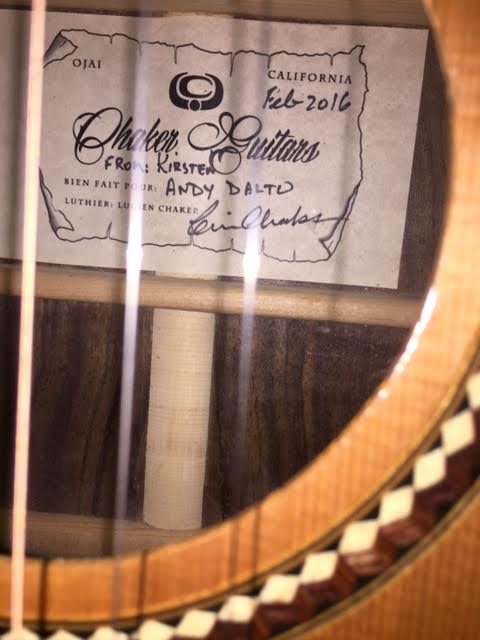 OJAI
CALIFORNIA
Feb-2016
Chaker Guitars
FROM: KIRSTEN
BIEN FAIT POUR: ANDY DALTO
LUTHIER: LUCIEN CHAKER